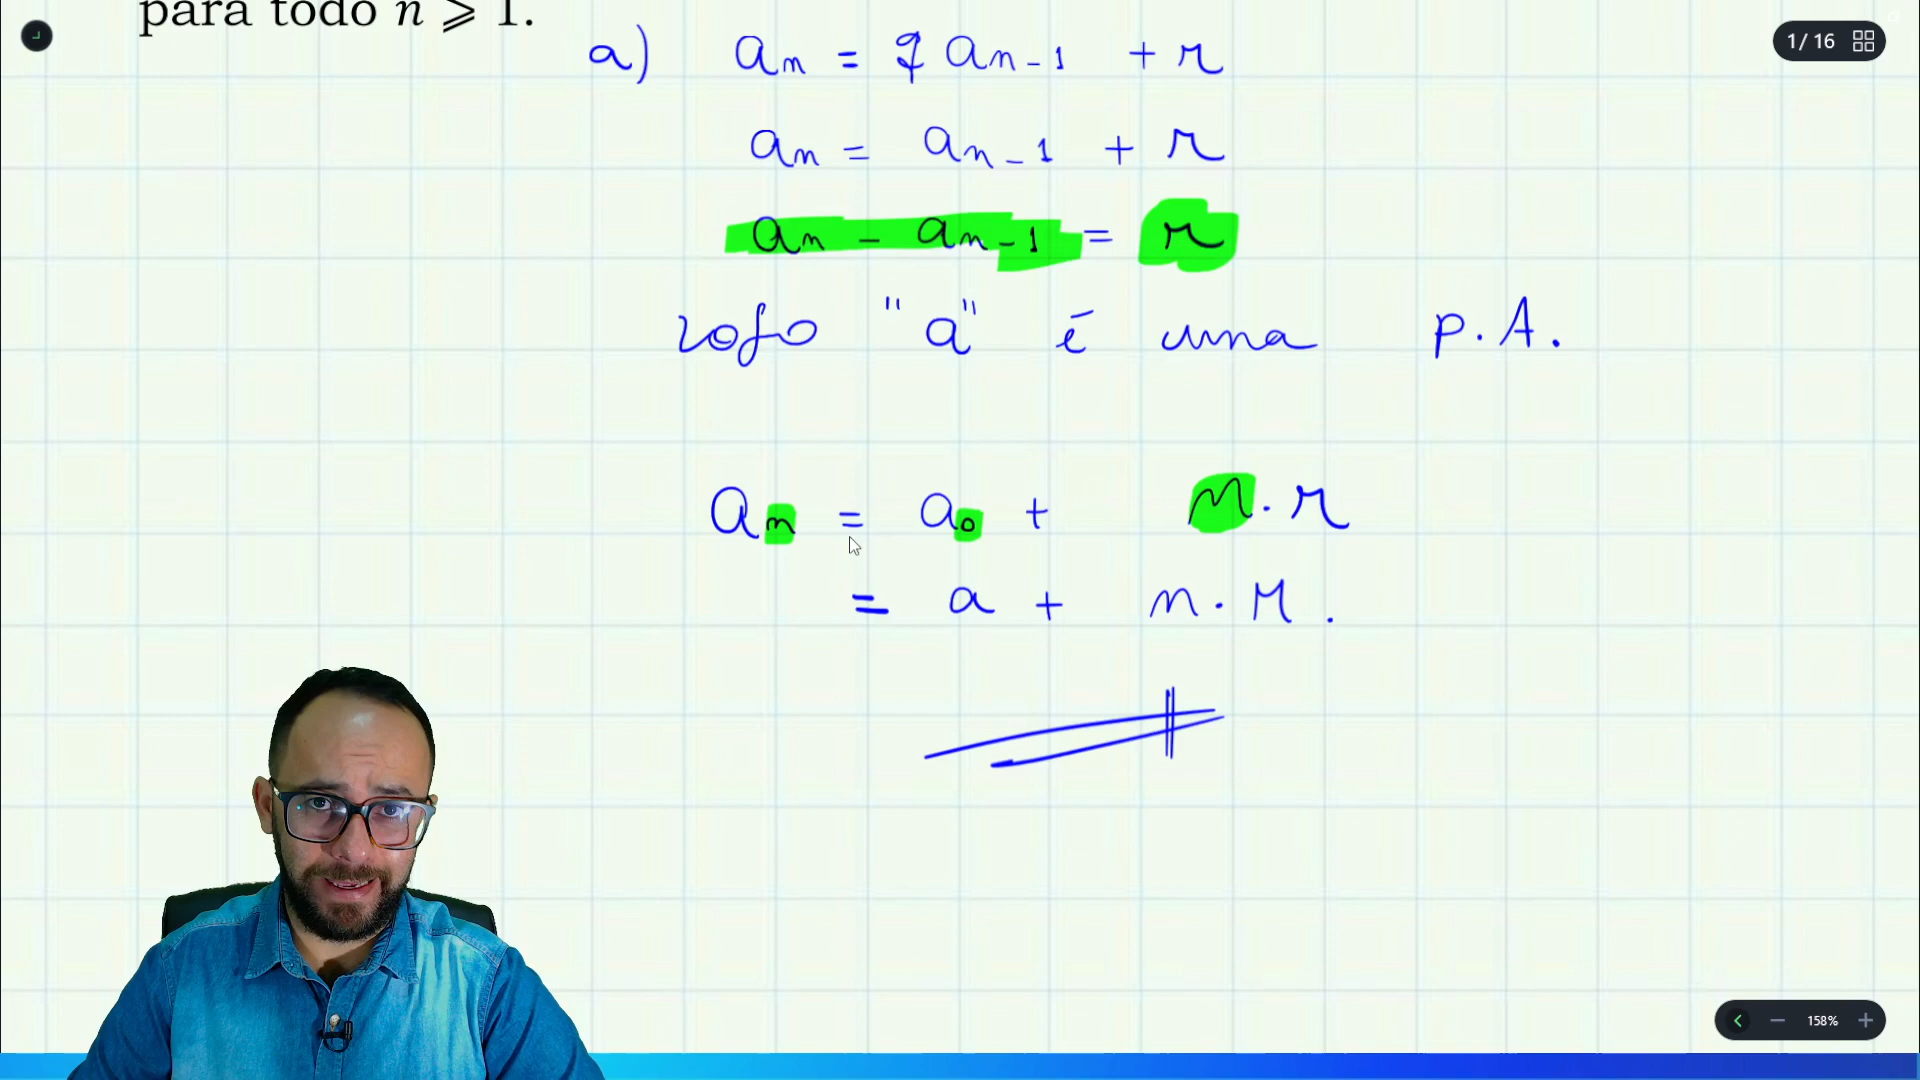 para todo n ⩾ 1.
1/ 16
a) an = q an-1 + r
an = an-1 + r
an - an-1 = r
Logo "a" é uma P.A.
an = a0 + n.r
= a + n.r.
158%